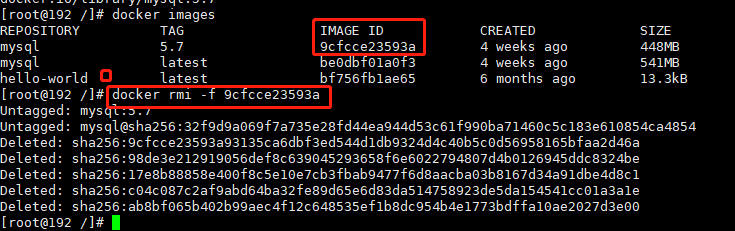 [root@192 /]# docker images
REPOSITORY TAG IMAGE ID CREATED SIZE
mysql 5.7 9cfcce23593a 4 weeks ago 448MB
mysql latest be0dbf01a0f3 4 weeks ago 541MB
hello-world latest bf756fb1ae65 6 months ago 13.3kB
[root@192 /]# docker rmi -f 9cfcce23593a
Untagged: mysql:5.7
Untagged: mysql@sha256:32f9d9a069f7a735e28fd44ea944d53c61f990ba71460c5c183e610854ca4854
Deleted: sha256:9cfcce23593a93135ca6dbf3ed544d1db9324d4c40b5c0d56958165bfaa2d46a
Deleted: sha256:98de3e212919056def8c639045293658f6e6022794807d4b0126945ddc8324be
Deleted: sha256:17e8b88858e400f8c5e10e7cb3fbab9477f6d8aacba03b8167d34a91dbe4d8c1
Deleted: sha256:c04c087c2af9abd64ba32fe89d65e6d83da514758923de5da154541cc01a3a1e
Deleted: sha256:ab8bf065b402b99aec4f12c648535ef1b8dc954b4e1773bdffa10ae2027d3e00
[root@192 /]#